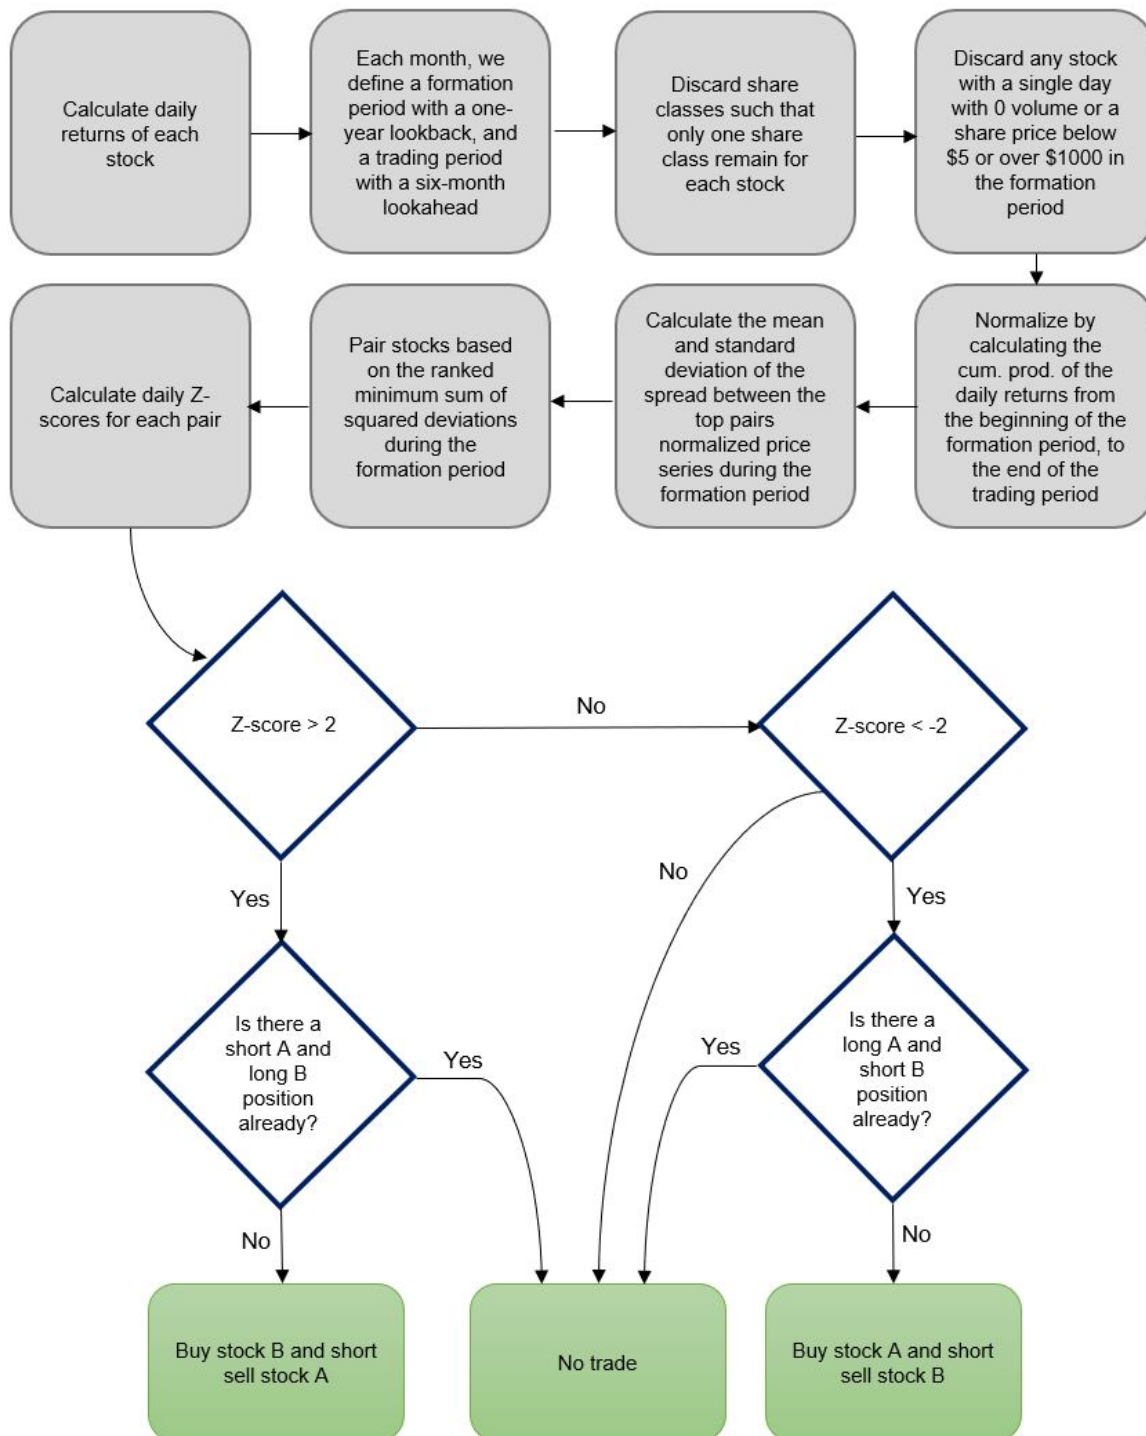 Calculate daily
returns of each
stock
Each month, we
define a formation
period with a one-
year lookback, and
a trading period
with a six-month
lookahead
Discard share
classes such that
only one share
class remain for
each stock
Discard any stock
with a single day
with 0 volume or a
share price below
$5 or over $1000 in
the formation
period
Calculate daily Z-
scores for each pair
Pair stocks based
on the ranked
minimum sum of
squared deviations
during the
formation period
Calculate the mean
and standard
deviation of the
spread between the
top pairs
normalized price
series during the
formation period
Normalize by
calculating the
cum. prod. of the
daily returns from
the beginning of the
formation period, to
the end of the
trading period
Z-score > 2
No
Z-score < -2
Yes
No
Yes
Is there a
short A and
long B
position
already?
Yes
Yes
Is there a
long A and
short B
position
already?
No
No
Buy stock B and short
sell stock A
No trade
Buy stock A and short
sell stock B